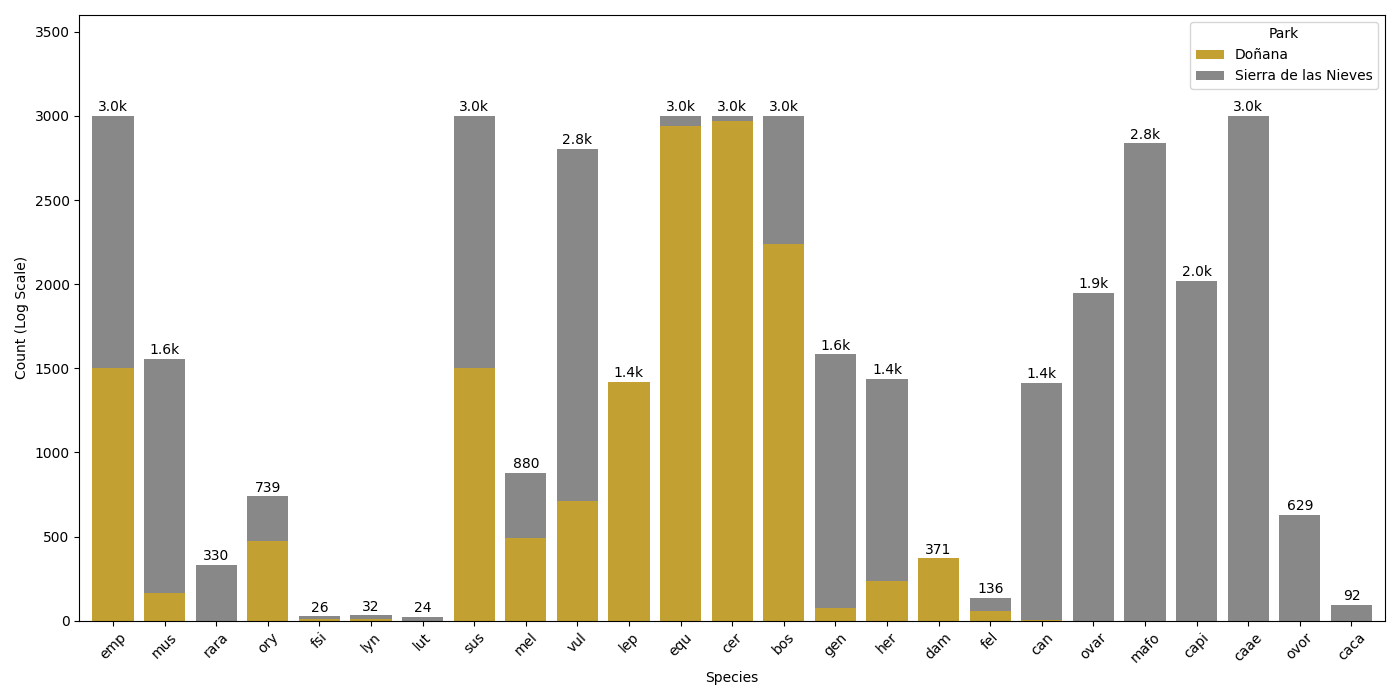 Park
Doñana
Sierra de las Nieves
Count (Log Scale)
3500
3000
2500
2000
1500
1000
500
0
3.0k
1.6k
330
739
26
32
24
3.0k
880
2.8k
1.4k
3.0k
3.0k
3.0k
1.6k
1.4k
371
136
1.4k
1.9k
2.8k
2.0k
3.0k
629
92
emp
mus
rara
ory
fsi
lyn
lut
sus
mel
vul
lep
equ
cer
bos
gen
her
dam
fel
can
ovar
mafo
capi
caae
ovor
caca
Species